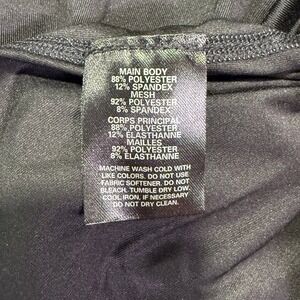 MAIN BODY
88% POLYESTER
12% SPANDEX
MESH
92% POLYESTER
8% SPANDEX
CORPS PRINCIPAL
88% POLYESTER
12% ELASTHANNE
MAILLES
92% POLYESTER
8% ELASTHANNE
MACHINE WASH COLD WITH
LIKE COLORS. DO NOT USE
FABRIC SOFTENER. DO NOT
BLEACH. TUMBLE DRY LOW.
COOL IRON, IF NECESSARY
DO NOT DRY CLEAN.